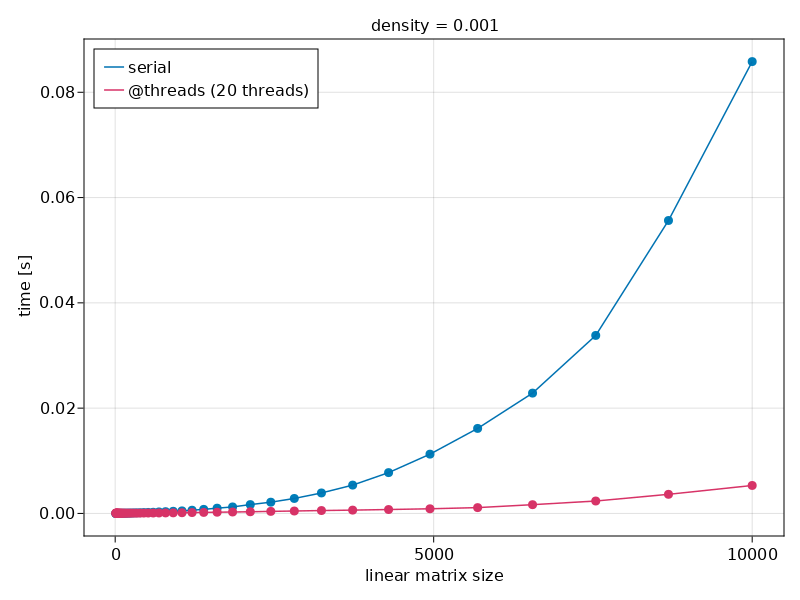 density = 0.001
serial
@threads (20 threads)
0.08
0.06
0.04
0.02
0.00
time [s]
0
5000
10000
linear matrix size